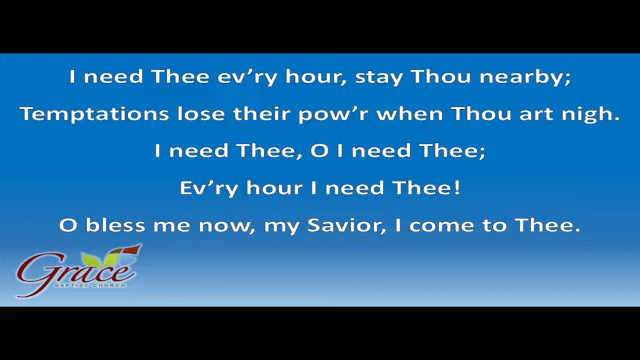 I need Thee ev’ry hour, stay Thou nearby;
Temptations lose their pow’r when Thou art nigh.
I need Thee, O I need Thee;
Ev’ry hour I need Thee!
O bless me now, my Savior, I come to Thee.
Grace
BAPTIST CHURCH